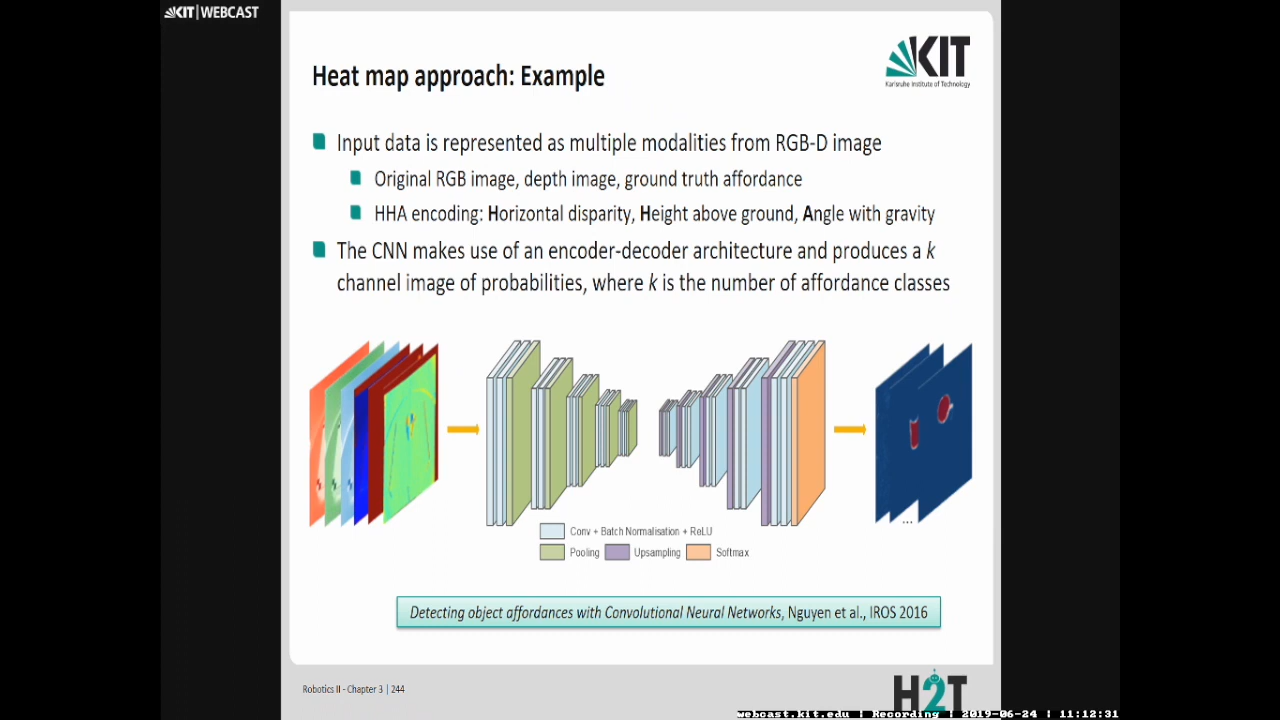 KIT | WEBCAST
KIT
Karlsruhe Institute of Technology
Heat map approach: Example
Input data is represented as multiple modalities from RGB-D image
Original RGB image, depth image, ground truth affordance
HHA encoding: Horizontal disparity, Height above ground, Angle with gravity
The CNN makes use of an encoder-decoder architecture and produces a k
channel image of probabilities, where k is the number of affordance classes
...
Conv + Batch Normalisation + ReLU
Pooling Upsampling Softmax
Detecting object affordances with Convolutional Neural Networks, Nguyen et al., IROS 2016
Robotics II - Chapter 3 | 244
H2T
webcast.kit.edu | Recording | 2019-06-24 | 11:12:31